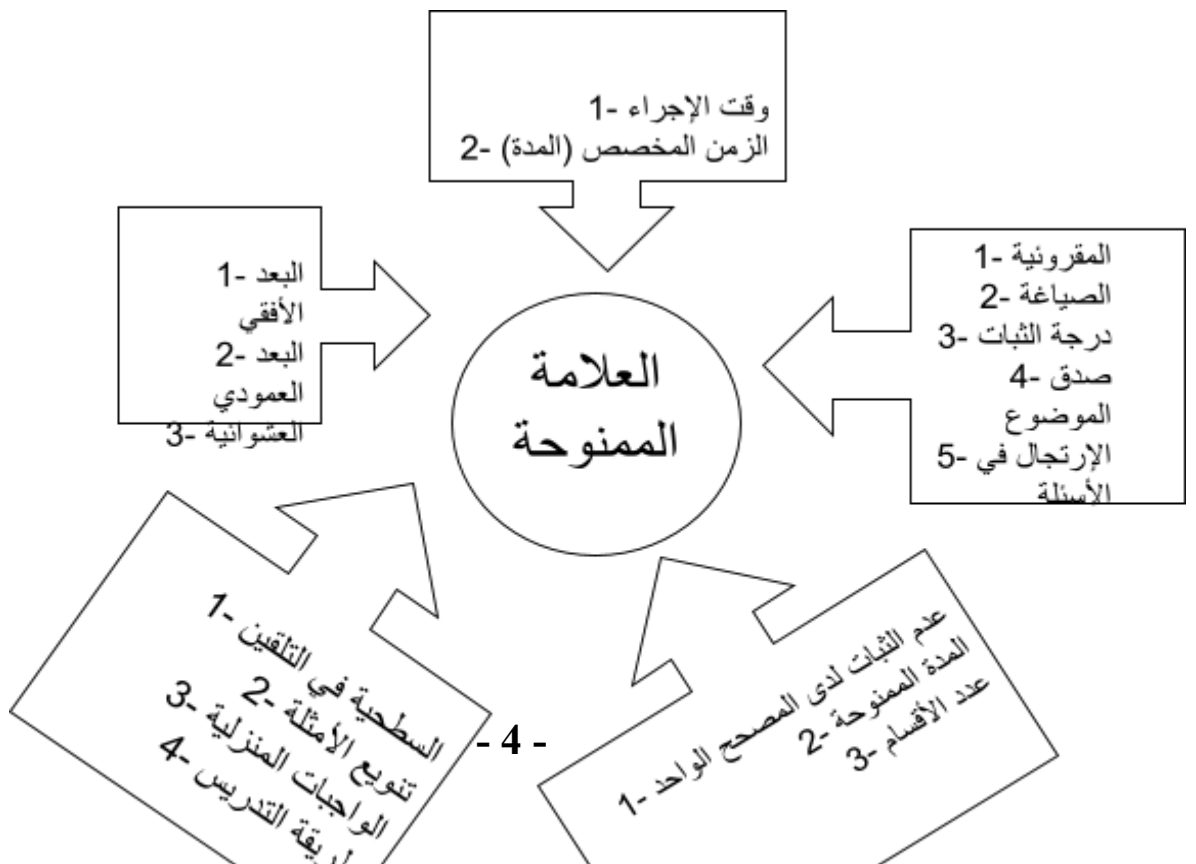 وقت الإجراء -1
الزمن المخصص (المدة) -2
المقروئية -1
الصياغة -2
درجة الثبات -3
صدق -4
الموضوع
الإرتجال في -5
الأسئلة
البعد -1
الأفقي
البعد -2
العمودي
العشوائية -3
العلامة
الممنوحة
عدم الثبات لدى المصحح الواحد -1
المدة الممنوحة -2
عدد الأقسام -3
السطحية في التلقين -1
تنويع الأمثلة -2
الواجبات المنزلية -3
التدريس -4
- 4 -